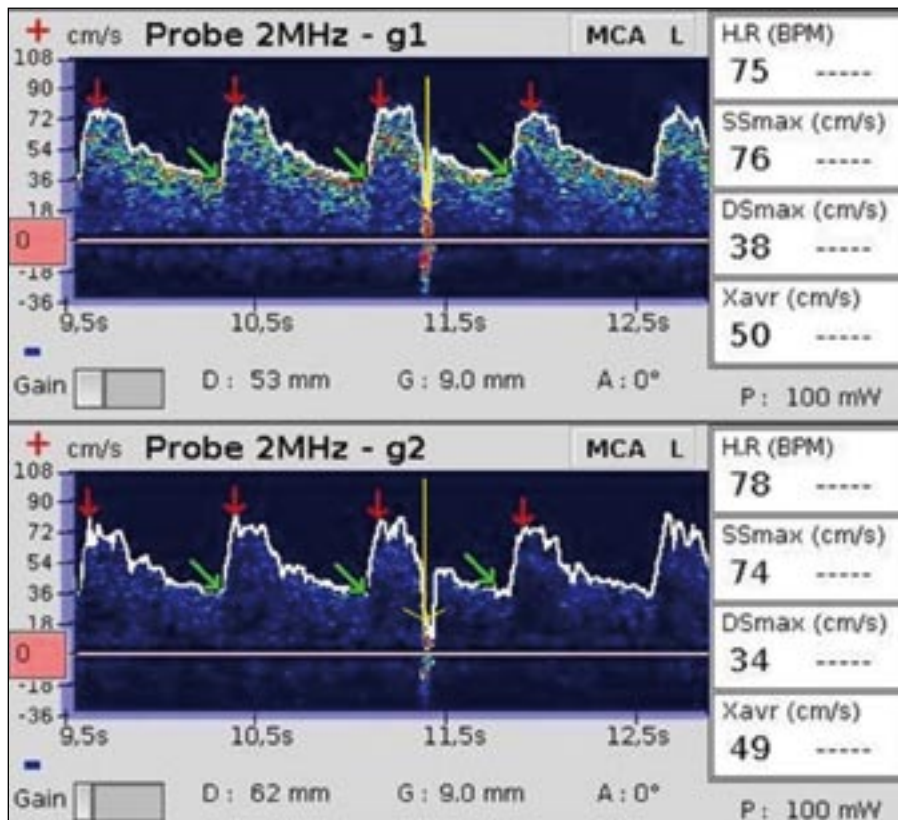 + cm/s Probe 2MHz - g1 MCA L
108
90
72
54
36
18
0
-18
-36
9,5s 10,5s 11,5s 12,5s
-
Gain D : 53 mm G : 9.0 mm A : 0°
H.R (BPM)
75 -----
SSmax (cm/s)
76 -----
DSmax (cm/s)
38 -----
Xavr (cm/s)
50 -----
P : 100 mW
+ cm/s Probe 2MHz - g2 MCA L
108
90
72
54
36
18
0
-18
-36
9,5s 10,5s 11,5s 12,5s
-
Gain D : 62 mm G : 9.0 mm A : 0°
H.R (BPM)
78 -----
SSmax (cm/s)
74 -----
DSmax (cm/s)
34 -----
Xavr (cm/s)
49 -----
P : 100 mW